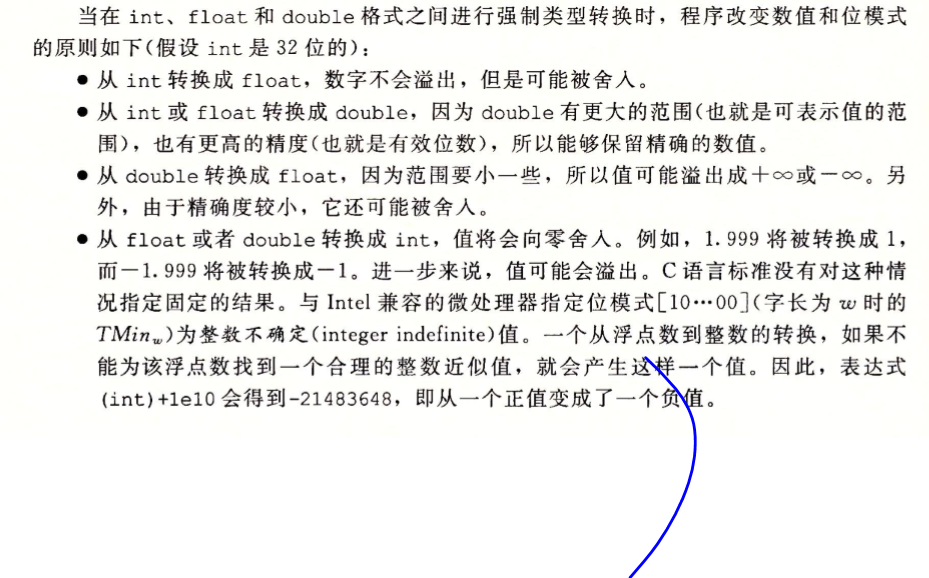 当在 int、float 和 double 格式之间进行强制类型转换时，程序改变数值和位模式
的原则如下(假设 int 是 32 位的)：
● 从 int 转换成 float，数字不会溢出，但是可能被舍入。
● 从 int 或 float 转换成 double，因为 double 有更大的范围(也就是可表示值的范
围)，也有更高的精度(也就是有效位数)，所以能够保留精确的数值。
● 从 double 转换成 float，因为范围要小一些，所以值可能溢出成＋∞或－∞。另
外，由于精确度较小，它还可能被舍入。
● 从 float 或者 double 转换成 int，值将会向零舍入。例如，1.999 将被转换成 1，
而－1.999 将被转换成－1。进一步来说，值可能会溢出。C 语言标准没有对这种情
况指定固定的结果。与 Intel 兼容的微处理器指定位模式[10…00](字长为 w 时的
TMin_w)为整数不确定(integer indefinite)值。一个从浮点数到整数的转换，如果不
能为该浮点数找到一个合理的整数近似值，就会产生这样一个值。因此，表达式
(int)+1e10 会得到-21483648，即从一个正值变成了一个负值。